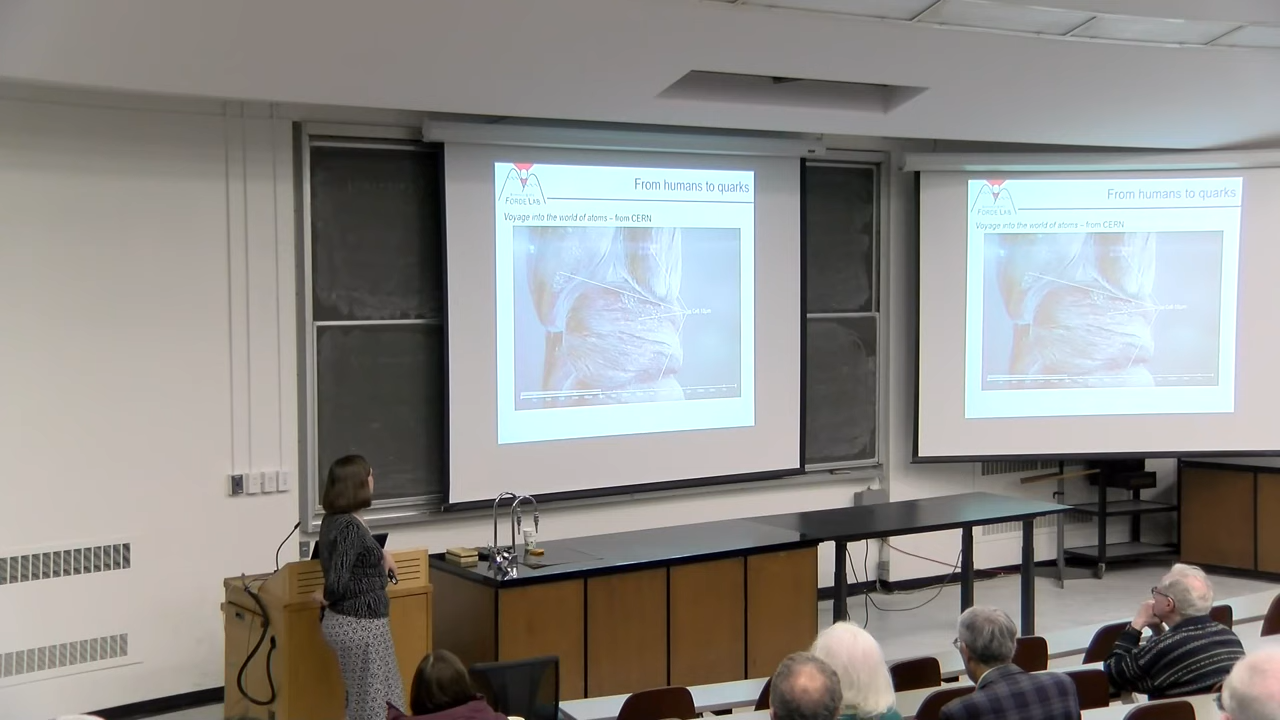 From humans to quarks
FORDE LAB
Voyage into the world of atoms – from CERN
From humans to quarks
FORDE LAB
Voyage into the world of atoms – from CERN